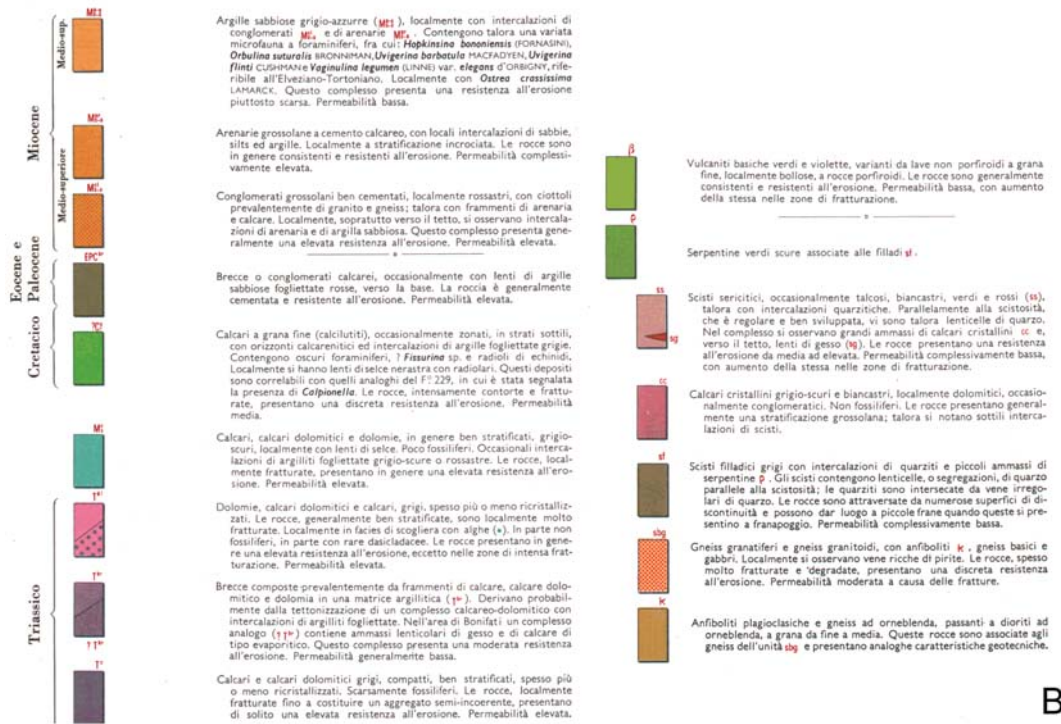 Argille sabbiose grigio-azzurre (), localmente con intercalazioni di
conglomerati e di arenarie . Contengono talora una variata
microfauna a foraminiferi, fra cui: Hopkinsina bononiensis (FORNASINI),
Orbulina suturalis BRONNIMAN, Uvigerina barbatula MACFADYEN, Uvigerina
flinti CUSHMAN e Vaginulina legumen (LINNE) var. elegans d'ORBIGNY, rife-
ribile all'Elveziano-Tortoniano. Localmente con Ostrea crassissima
LAMARCK. Questo complesso presenta una resistenza all'erosione
piuttosto scarsa. Permeabilità bassa.
Arenarie grossolane a cemento calcareo, con locali intercalazioni di sabbie,
silts ed argille. Localmente a stratificazione incrociata. Le rocce sono
in genere consistenti e resistenti all'erosione. Permeabilità complessi-
vamente elevata.
Conglomerati grossolani ben cementati, localmente rossastri, con ciottoli
prevalentemente di granito e gneiss; talora con frammenti di arenaria
e calcare. Localmente, sopratutto verso il tetto, si osservano intercala-
zioni di arenaria e di argilla sabbiosa. Questo complesso presenta gene-
ralmente una elevata resistenza all'erosione. Permeabilità elevata.
Brecce o conglomerati calcarei, occasionalmente con lenti di argille
sabbiose fogliettate rosse, verso la base. La roccia è generalmente
cementata e resistente all'erosione. Permeabilità elevata.
Calcari a grana fine (calcilutiti), occasionalmente zonati, in strati sottili,
con orizzonti calcarenitici ed intercalazioni di argille fogliettate grigie.
Contengono oscuri foraminiferi, ? Fissurina sp. e radioli di echinidi.
Localmente si hanno lenti di selce nerastra con radiolari. Questi depositi
sono correlabili con quelli analoghi del F° 229, in cui è stata segnalata
la presenza di Calpionella. Le rocce, intensamente contorte e frattu-
rate, presentano una discreta resistenza all'erosione. Permeabilità
media.
Calcari, calcari dolomitici e dolomie, in genere ben stratificati, grigio-
scuri, localmente con lenti di selce. Poco fossiliferi. Occasionali interca-
lazioni di argilliti fogliettate grigio-scure o rossastre. Le rocce, local-
mente fratturate, presentano in genere una elevata resistenza all'ero-
sione. Permeabilità elevata.
Dolomie, calcari dolomitici e calcari, grigi, spesso più o meno ricristalliz-
zati. Le rocce, generalmente ben stratificate, sono localmente molto
fratturate. Localmente in facies di scogliera con alghe (*). In parte non
fossiliferi, in parte con rare dasicladacee. Le rocce presentano in gene-
re una elevata resistenza all'erosione, eccetto nelle zone di intensa frat-
turazione. Permeabilità elevata.
Brecce composte prevalentemente da frammenti di calcare, calcare dolo-
mitico e dolomia in una matrice argillitica (). Derivano probabil-
mente dalla tettonizzazione di un complesso calcareo-dolomitico con
intercalazioni di argilliti fogliettate. Nell'area di Bonifati un complesso
analogo () contiene ammassi lenticolari di gesso e di calcare di
tipo evaporitico. Questo complesso presenta una moderata resistenza
all'erosione. Permeabilità generalmente bassa.
Calcari e calcari dolomitici grigi, compatti, ben stratificati, spesso più
o meno ricristallizzati. Scarsamente fossiliferi. Le rocce, localmente
fratturate fino a costituire un aggregato semi-incoerente, presentano
di solito una elevata resistenza all'erosione. Permeabilità elevata.
Medio-sup.
Medio-superiore
Miocene
Eocene e
Paleocene
Cretacico
Triassico
β
Vulcaniti basiche verdi e violette, varianti da lave non porfiroidi a grana
fine, localmente bollose, a rocce porfiroidi. Le rocce sono generalmente
consistenti e resistenti all'erosione. Permeabilità bassa, con aumento
della stessa nelle zone di fratturazione.
ρ
Serpentine verdi scure associate alle filladi sf.
ss
sg
Scisti sericitici, occasionalmente talcosi, biancastri, verdi e rossi (ss),
talora con intercalazioni quarzitiche. Parallelamente alla scistosità,
che è regolare e ben sviluppata, vi sono talora lenticelle di quarzo.
Nel complesso si osservano grandi ammassi di calcari cristallini cc e,
verso il tetto, lenti di gesso (sg). Le rocce presentano una resistenza
all'erosione da media ad elevata. Permeabilità complessivamente bassa,
con aumento della stessa nelle zone di fratturazione.
cc
Calcari cristallini grigio-scuri e biancastri, localmente dolomitici, occasio-
nalmente conglomeratici. Non fossiliferi. Le rocce presentano general-
mente una stratificazione grossolana; talora si notano sottili interca-
lazioni di scisti.
sf
Scisti filladici grigi con intercalazioni di quarziti e piccoli ammassi di
serpentine ρ. Gli scisti contengono lenticelle, o segregazioni, di quarzo
parallele alla scistosità; le quarziti sono intersecate da vene irrego-
lari di quarzo. Le rocce sono attraversate da numerose superfici di di-
scontinuità e possono dar luogo a piccole frane quando queste si pre-
sentino a franapoggio. Permeabilità complessivamente bassa.
sbg
Gneiss granatiferi e gneiss granitoidi, con anfiboliti k, gneiss basici e
gabbri. Localmente si osservano vene ricche di pirite. Le rocce, spesso
molto fratturate e degradate, presentano una discreta resistenza
all'erosione. Permeabilità moderata a causa delle fratture.
k
Anfiboliti plagioclasiche e gneiss ad orneblenda, passanti a dioriti ad
orneblenda, a grana da fine a media. Queste rocce sono associate agli
gneiss dell'unità sbg e presentano analoghe caratteristiche geotecniche.
B